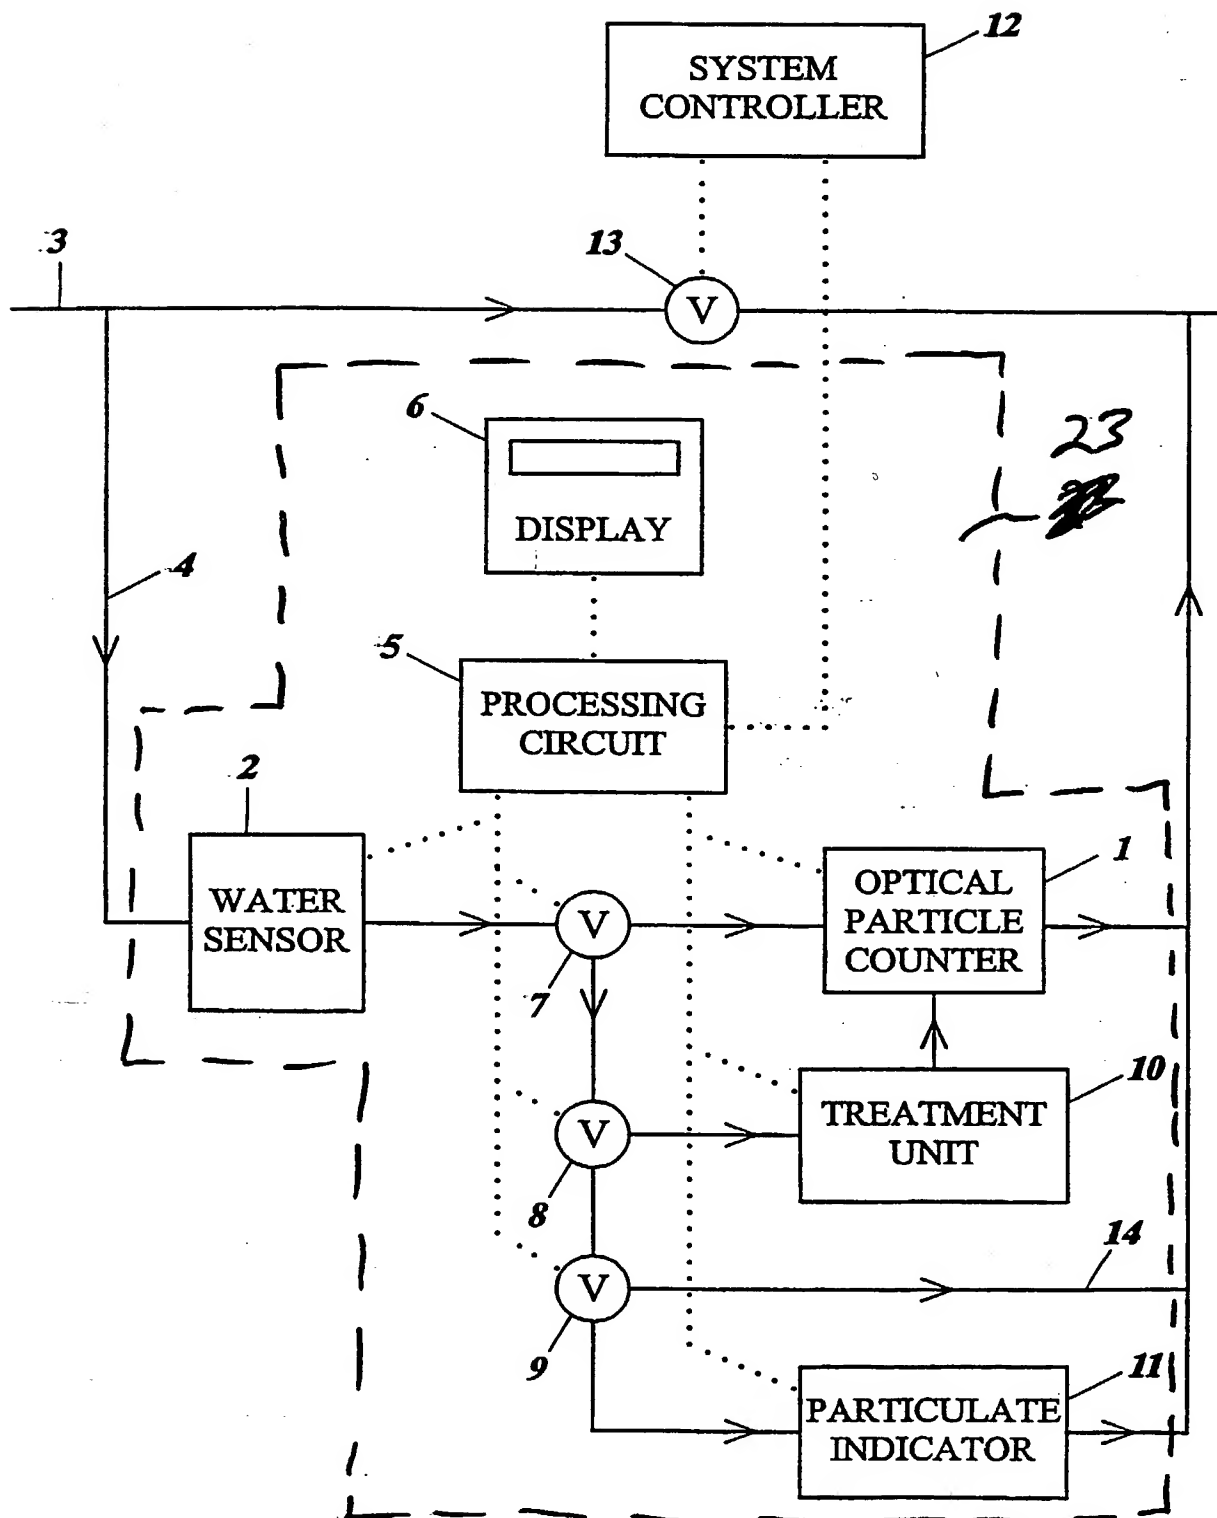 12
SYSTEM
CONTROLLER
3
13
V
6
DISPLAY
23
4
5
PROCESSING
CIRCUIT
2
WATER
SENSOR
1
OPTICAL
PARTICLE
COUNTER
V
7
10
TREATMENT
UNIT
V
8
14
V
9
11
PARTICULATE
INDICATOR